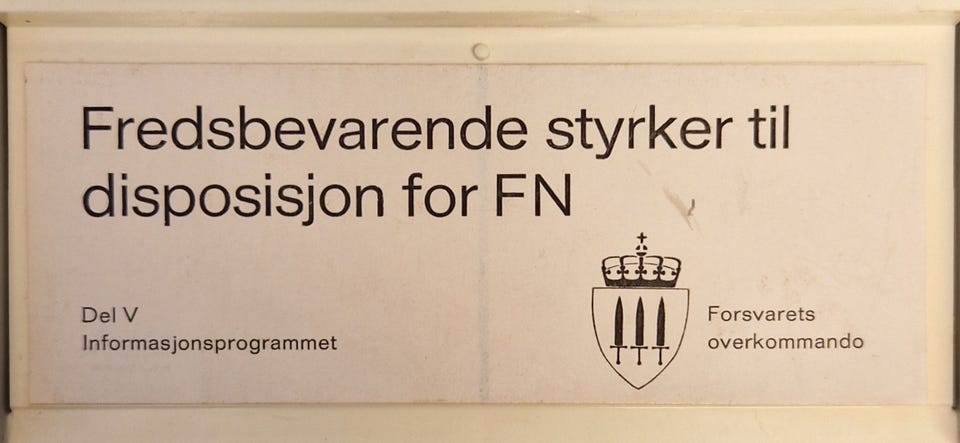 Fredsbevarende styrker til
disposisjon for FN
Del V
Informasjonsprogrammet
Forsvarets
overkommando